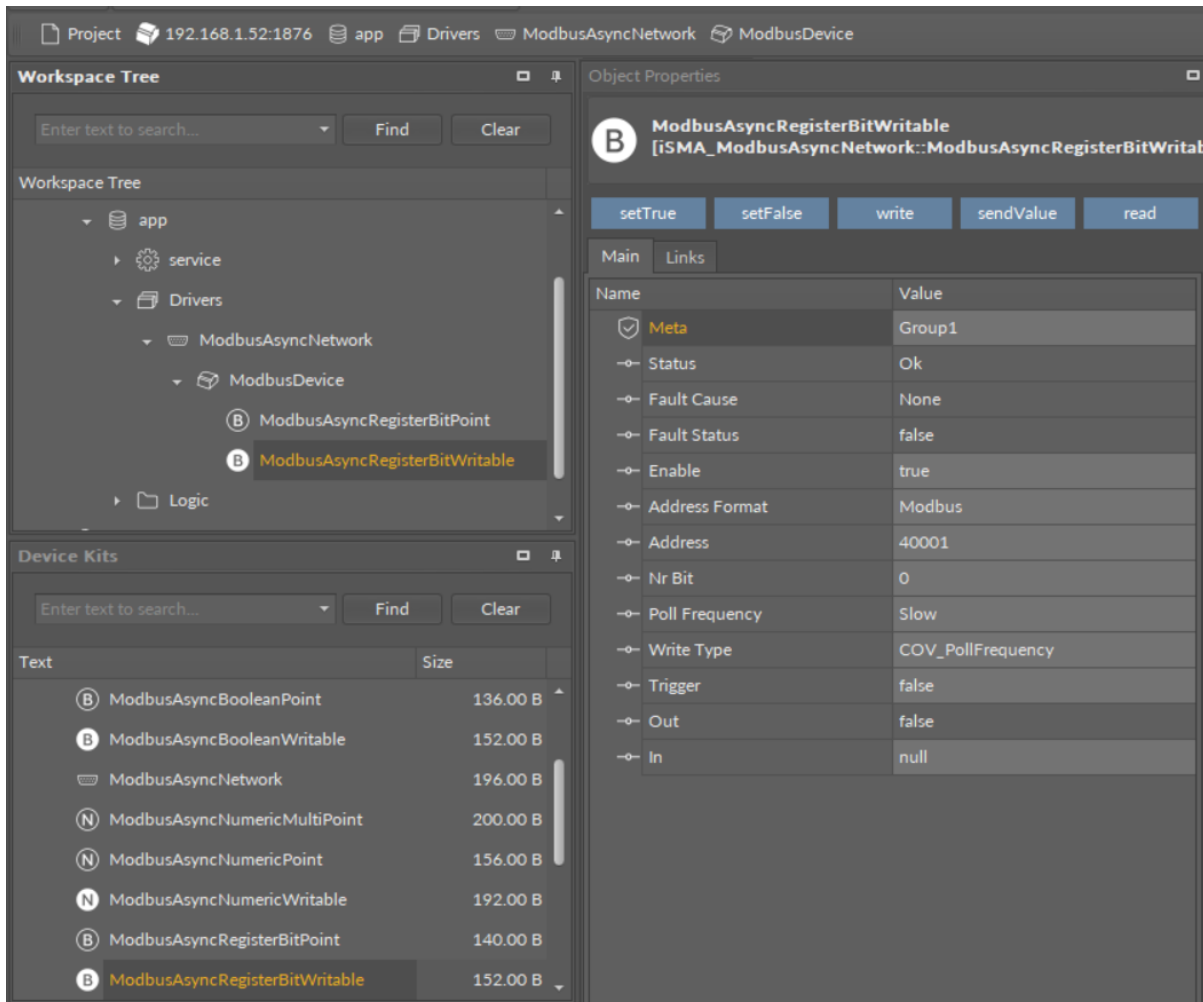 Project 192.168.1.52:1876 app Drivers ModbusAsyncNetwork ModbusDevice
Workspace Tree
Enter text to search... Find Clear
Workspace Tree
app
service
Drivers
ModbusAsyncNetwork
ModbusDevice
B ModbusAsyncRegisterBitPoint
B ModbusAsyncRegisterBitWritable
Logic
Device Kits
Enter text to search... Find Clear
Text Size
B ModbusAsyncBooleanPoint 136.00 B
B ModbusAsyncBooleanWritable 152.00 B
ModbusAsyncNetwork 196.00 B
N ModbusAsyncNumericMultiPoint 200.00 B
N ModbusAsyncNumericPoint 156.00 B
N ModbusAsyncNumericWritable 192.00 B
B ModbusAsyncRegisterBitPoint 140.00 B
B ModbusAsyncRegisterBitWritable 152.00 B
Object Properties
B ModbusAsyncRegisterBitWritable
[iSMA_ModbusAsyncNetwork::ModbusAsyncRegisterBitWritab
setTrue setFalse write sendValue read
Main Links
Name Value
Meta Group1
Status Ok
Fault Cause None
Fault Status false
Enable true
Address Format Modbus
Address 40001
Nr Bit 0
Poll Frequency Slow
Write Type COV_PollFrequency
Trigger false
Out false
In null